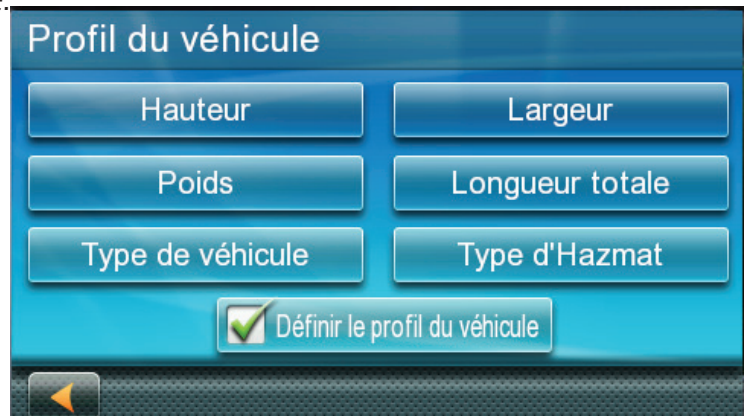 Profil du véhicule
Hauteur
Largeur
Poids
Longueur totale
Type de véhicule
Type d'Hazmat
Définir le profil du véhicule